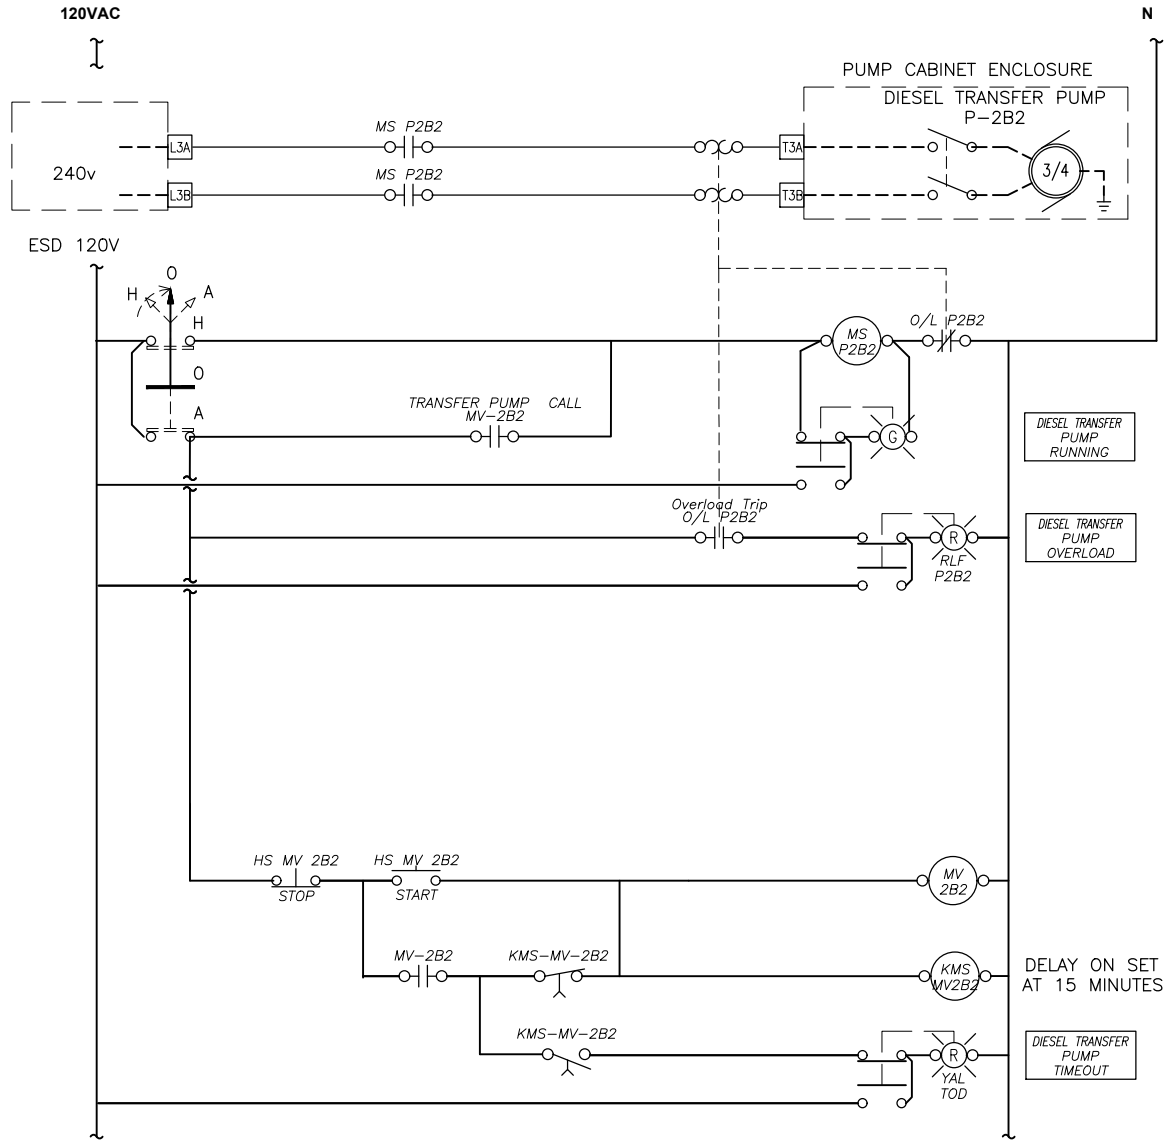 120VAC
N
PUMP CABINET ENCLOSURE
DIESEL TRANSFER PUMP
P-2B2
MS P2B2
L3A
T3A
240v
MS P2B2
3/4
L3B
T3B
ESD 120V
O
H
A
H
MS
P2B2
O/L P2B2
O
A
TRANSFER PUMP CALL
MV-2B2
G
DIESEL TRANSFER
PUMP
RUNNING
Overload Trip
O/L P2B2
R
RLF
P2B2
DIESEL TRANSFER
PUMP
OVERLOAD
HS MV 2B2
STOP
HS MV 2B2
START
MV
2B2
MV-2B2
KMS-MV-2B2
KMS
MV2B2
DELAY ON SET
AT 15 MINUTES
KMS-MV-2B2
R
YAL
TOD
DIESEL TRANSFER
PUMP
TIMEOUT